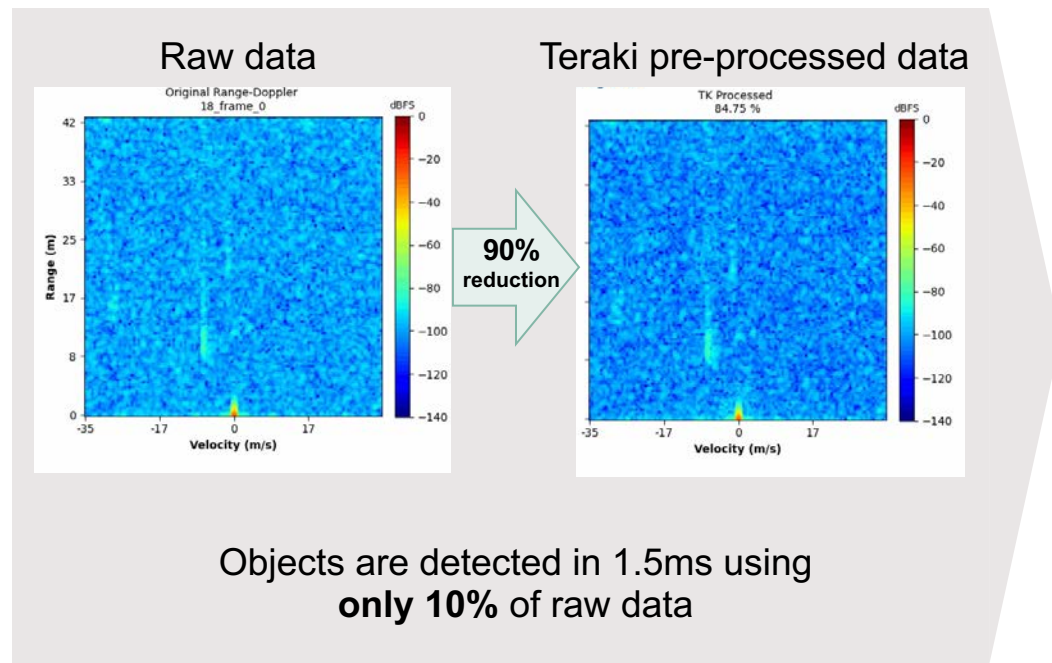 Raw data
Teraki pre-processed data
Original Range-Doppler
18_frame_0
dBFS
42
33
25
17
8
0
Range (m)
-35
-17
0
17
Velocity (m/s)
0
−20
−40
−60
−80
−100
−120
−140
90%
reduction
TK Processed
84.75 %
dBFS
-35
-17
0
17
Velocity (m/s)
0
−20
−40
−60
−80
−100
−120
−140
Objects are detected in 1.5ms using
only 10% of raw data